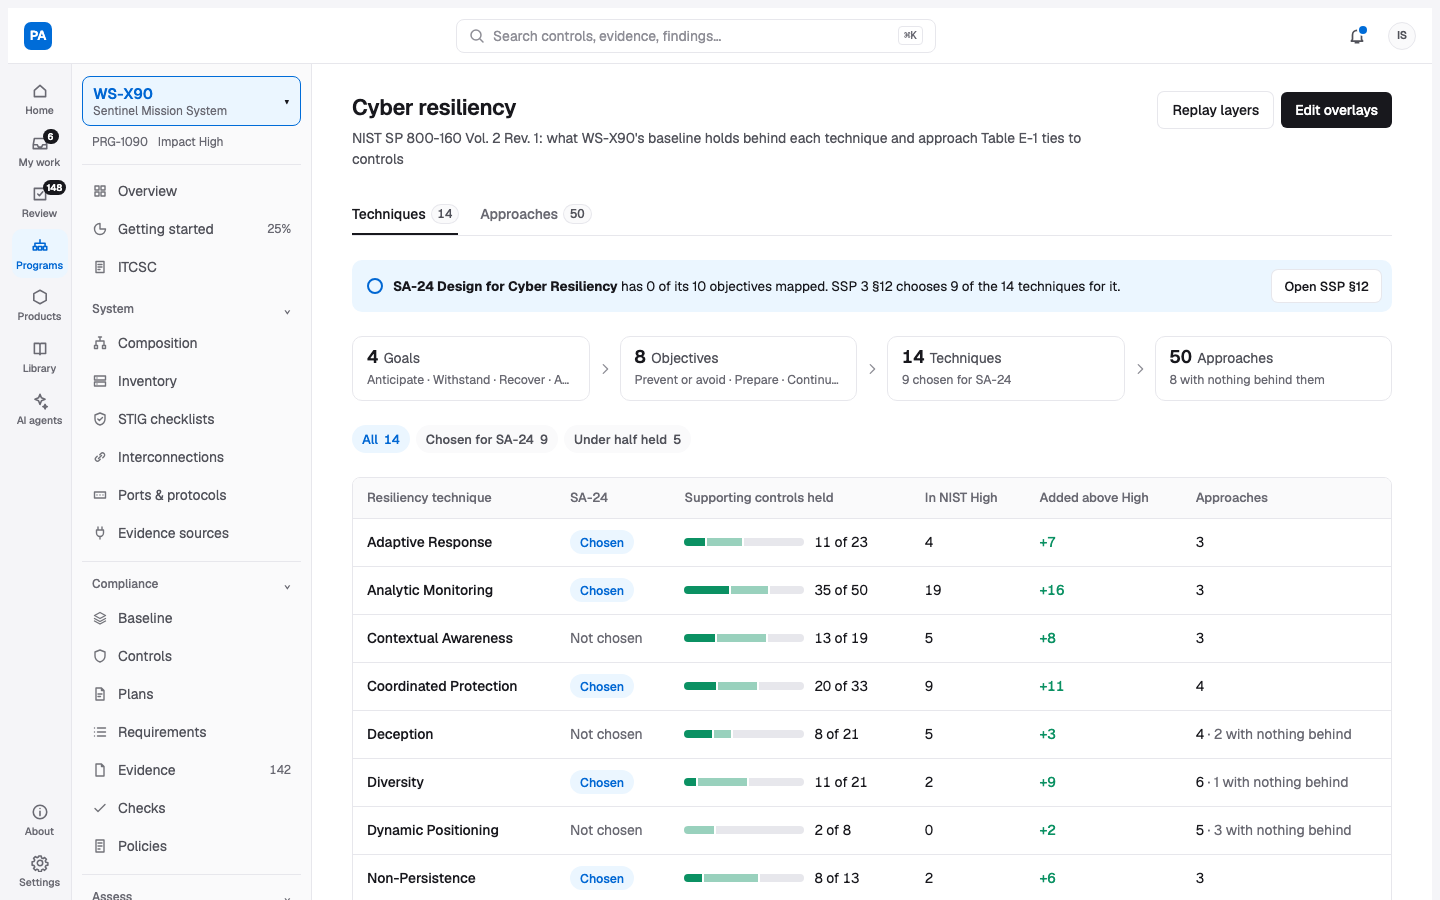 PA
Search controls, evidence, findings...
⌘K
IS
Home
6
My work
148
Review
Programs
Products
Library
AI agents
About
Settings
WS-X90
Sentinel Mission System
PRG-1090 Impact High
Overview
Getting started 25%
ITCSC
System
Composition
Inventory
STIG checklists
Interconnections
Ports & protocols
Evidence sources
Compliance
Baseline
Controls
Plans
Requirements
Evidence 142
Checks
Policies
Assess
Cyber resiliency
NIST SP 800-160 Vol. 2 Rev. 1: what WS-X90's baseline holds behind each technique and approach Table E-1 ties to
controls
Replay layers
Edit overlays
Techniques 14
Approaches 50
SA-24 Design for Cyber Resiliency has 0 of its 10 objectives mapped. SSP 3 §12 chooses 9 of the 14 techniques for it.
Open SSP §12
4 Goals
Anticipate · Withstand · Recover · A...
8 Objectives
Prevent or avoid · Prepare · Continu...
14 Techniques
9 chosen for SA-24
50 Approaches
8 with nothing behind them
All 14
Chosen for SA-24 9
Under half held 5
Resiliency technique SA-24 Supporting controls held In NIST High Added above High Approaches
Adaptive Response Chosen 11 of 23 4 +7 3
Analytic Monitoring Chosen 35 of 50 19 +16 3
Contextual Awareness Not chosen 13 of 19 5 +8 3
Coordinated Protection Chosen 20 of 33 9 +11 4
Deception Not chosen 8 of 21 5 +3 4 · 2 with nothing behind
Diversity Chosen 11 of 21 2 +9 6 · 1 with nothing behind
Dynamic Positioning Not chosen 2 of 8 0 +2 5 · 3 with nothing behind
Non-Persistence Chosen 8 of 13 2 +6 3